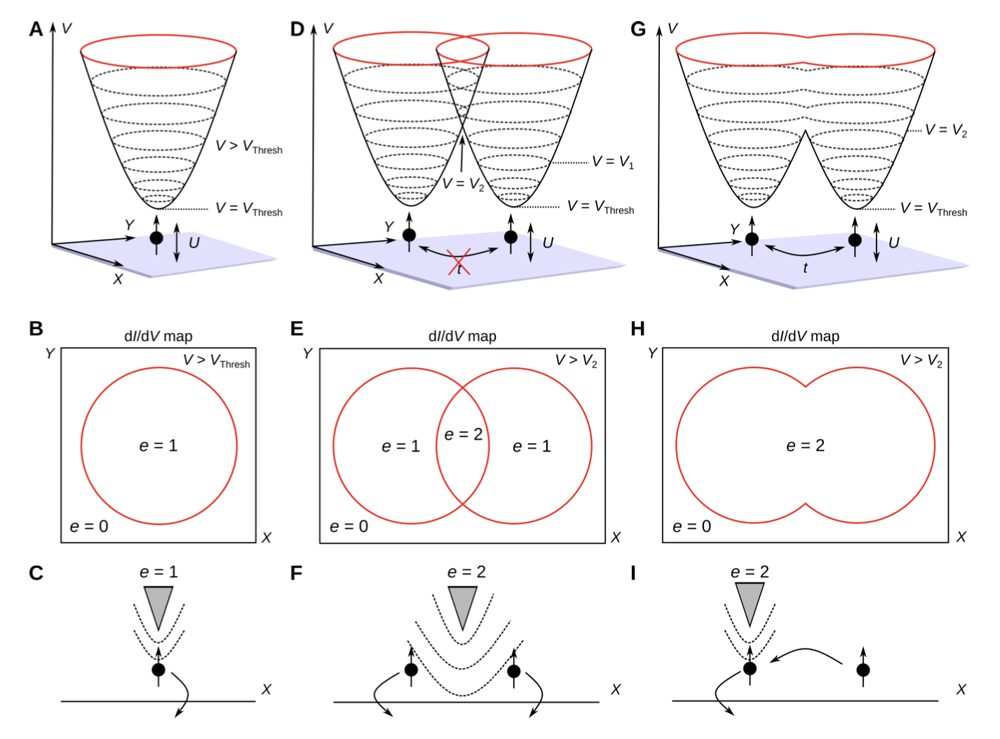 A
V
V > V_Thresh
V = V_Thresh
Y
U
X
D
V
V = V_1
V = V_2
V = V_Thresh
Y
U
t
X
G
V
V = V_2
V = V_Thresh
Y
U
t
X
B
dI/dV map
Y
V > V_Thresh
e = 1
e = 0
X
E
dI/dV map
Y
V > V_2
e = 1
e = 2
e = 1
e = 0
X
H
dI/dV map
Y
V > V_2
e = 2
e = 0
X
C
e = 1
X
F
e = 2
X
I
e = 2
X